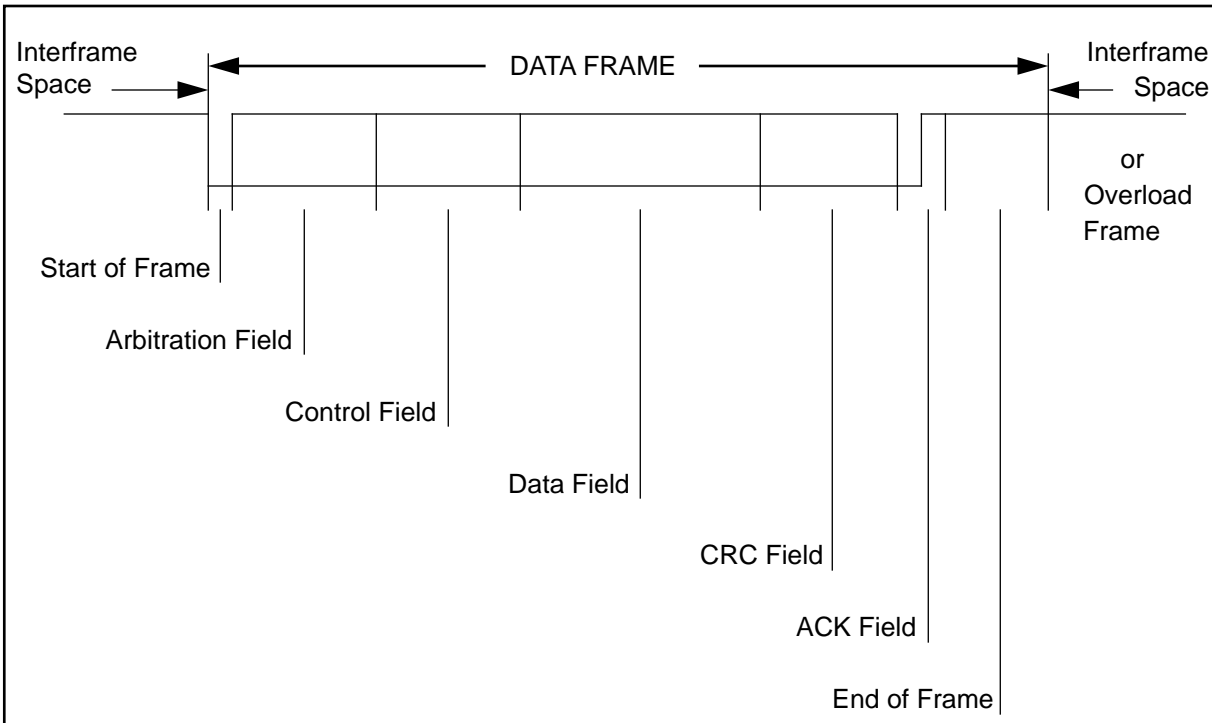 Interframe
Space
DATA FRAME
Interframe
Space
or
Overload
Frame
Start of Frame
Arbitration Field
Control Field
Data Field
CRC Field
ACK Field
End of Frame